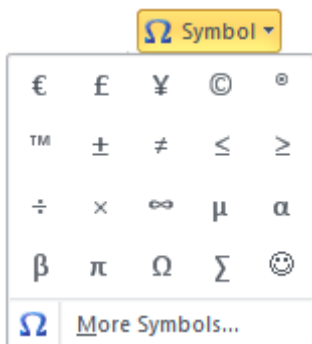 Ω Symbol
€ £ ¥ © ®
™ ± ≠ ≤ ≥
÷ × ∞ µ α
β π Ω ∑ ☺
Ω More Symbols...